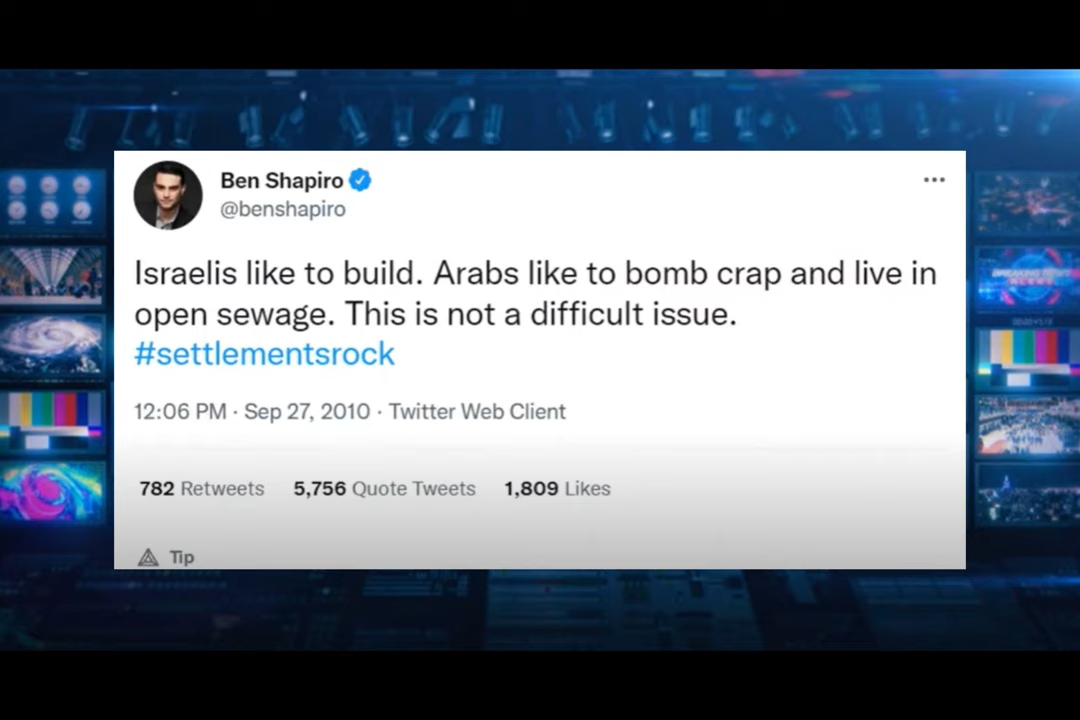 Ben Shapiro
@benshapiro
Israelis like to build. Arabs like to bomb crap and live in
open sewage. This is not a difficult issue.
#settlementsrock
12:06 PM · Sep 27, 2010 · Twitter Web Client
782 Retweets 5,756 Quote Tweets 1,809 Likes
Tip